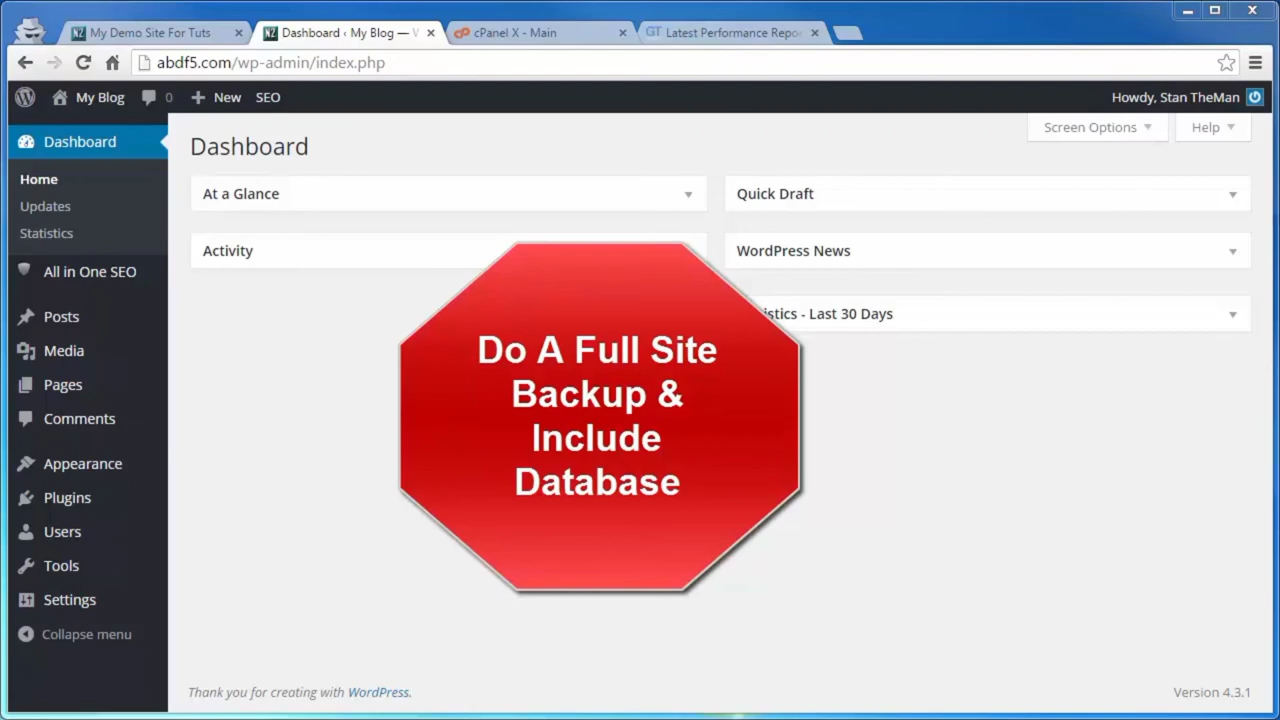 My Demo Site For Tuts
Dashboard ‹ My Blog —
cPanel X - Main
GT Latest Performance Repo
abdf5.com/wp-admin/index.php
My Blog 0 New SEO
Howdy, Stan TheMan
Dashboard
Home
Updates
Statistics
All in One SEO
Posts
Media
Pages
Comments
Appearance
Plugins
Users
Tools
Settings
Collapse menu
Screen Options
Help
Dashboard
At a Glance
Quick Draft
Activity
WordPress News
istics - Last 30 Days
Do A Full Site
Backup &
Include
Database
Thank you for creating with WordPress.
Version 4.3.1